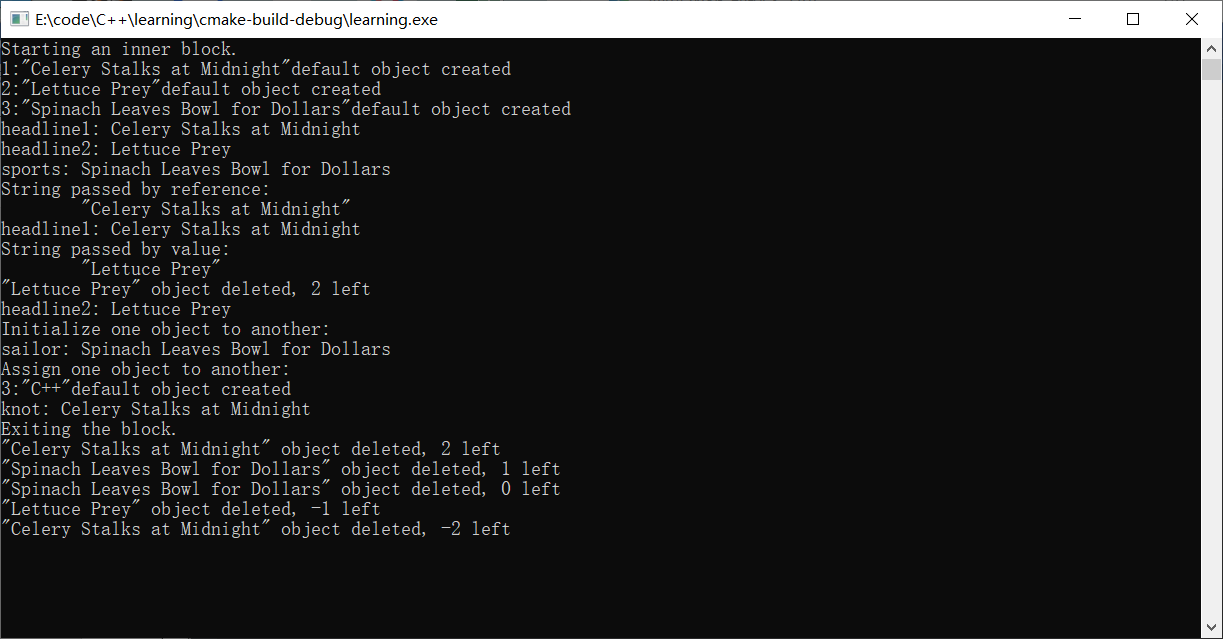 E:\code\C++\learning\cmake-build-debug\learning.exe
Starting an inner block.
1:"Celery Stalks at Midnight"default object created
2:"Lettuce Prey"default object created
3:"Spinach Leaves Bowl for Dollars"default object created
headline1: Celery Stalks at Midnight
headline2: Lettuce Prey
sports: Spinach Leaves Bowl for Dollars
String passed by reference:
        "Celery Stalks at Midnight"
headline1: Celery Stalks at Midnight
String passed by value:
        "Lettuce Prey"
"Lettuce Prey" object deleted, 2 left
headline2: Lettuce Prey
Initialize one object to another:
sailor: Spinach Leaves Bowl for Dollars
Assign one object to another:
3:"C++"default object created
knot: Celery Stalks at Midnight
Exiting the block.
"Celery Stalks at Midnight" object deleted, 2 left
"Spinach Leaves Bowl for Dollars" object deleted, 1 left
"Spinach Leaves Bowl for Dollars" object deleted, 0 left
"Lettuce Prey" object deleted, -1 left
"Celery Stalks at Midnight" object deleted, -2 left